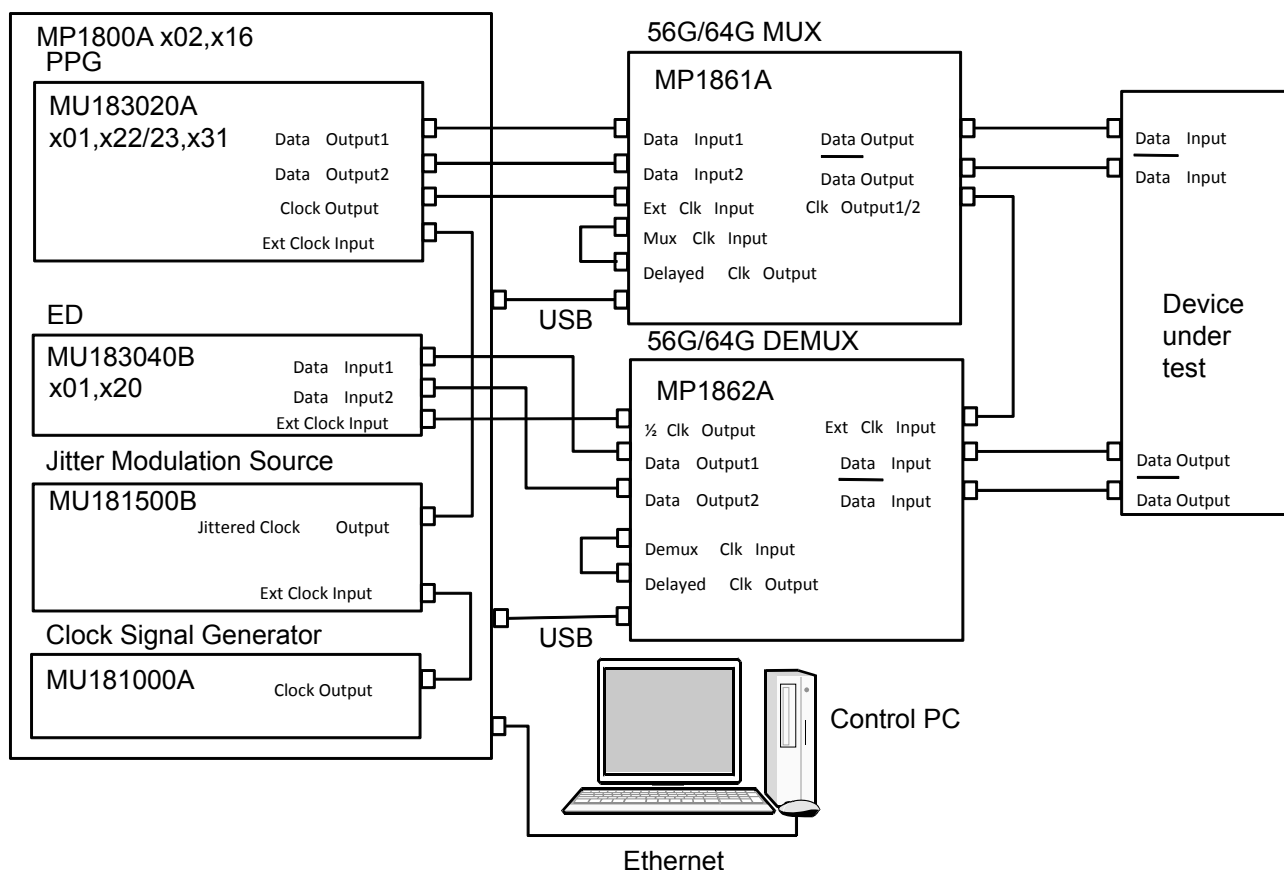 MP1800A x02,x16
PPG
MU183020A
x01,x22/23,x31
Data Output1
Data Output2
Clock Output
Ext Clock Input
ED
MU183040B
x01,x20
Data Input1
Data Input2
Ext Clock Input
Jitter Modulation Source
MU181500B
Jittered Clock Output
Ext Clock Input
Clock Signal Generator
MU181000A
Clock Output
56G/64G MUX
MP1861A
Data Input1
Data Input2
Ext Clk Input
Mux Clk Input
Delayed Clk Output
Data Output
Data Output
Clk Output1/2
USB
56G/64G DEMUX
MP1862A
½ Clk Output
Data Output1
Data Output2
Demux Clk Input
Delayed Clk Output
Ext Clk Input
Data Input
Data Input
USB
Data Input
Data Input
Device
under
test
Data Output
Data Output
Control PC
Ethernet